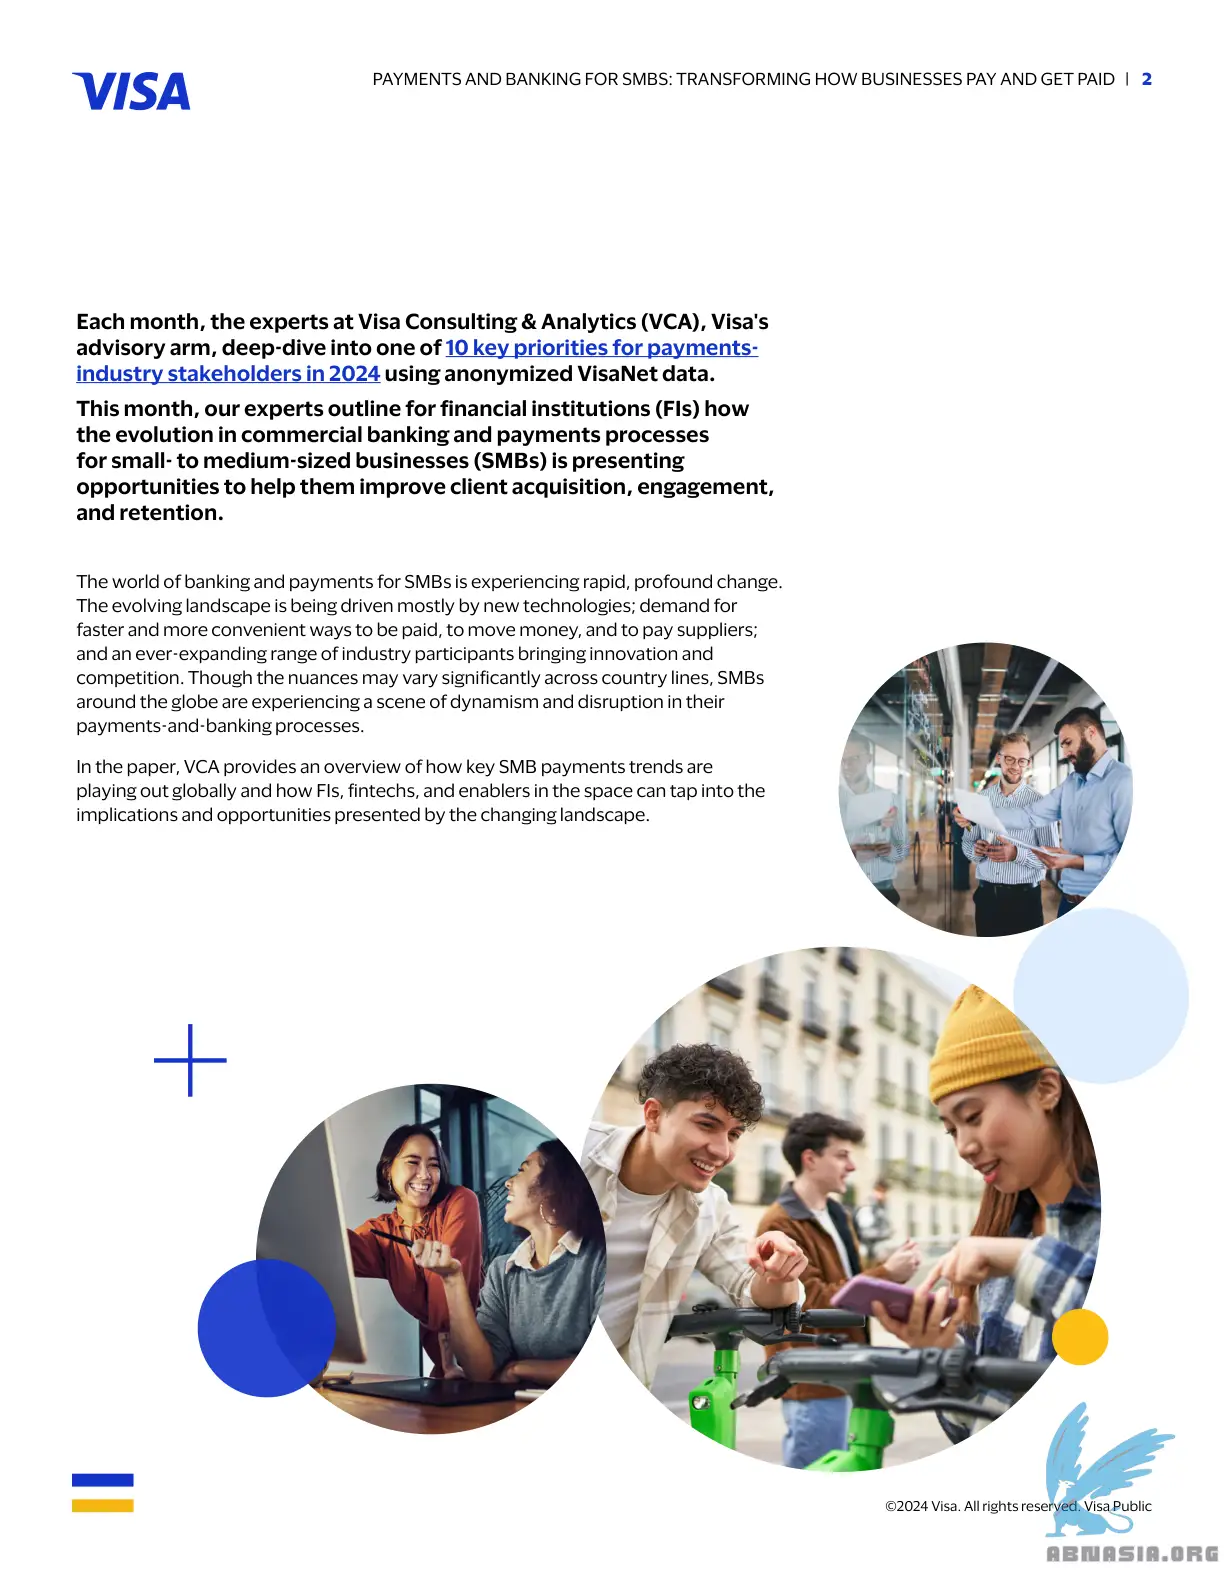 VISA
PAYMENTS AND BANKING FOR SMBS: TRANSFORMING HOW BUSINESSES PAY AND GET PAID | 2
Each month, the experts at Visa Consulting & Analytics (VCA), Visa's
advisory arm, deep-dive into one of 10 key priorities for payments-
industry stakeholders in 2024 using anonymized VisaNet data.
This month, our experts outline for financial institutions (FIs) how
the evolution in commercial banking and payments processes
for small- to medium-sized businesses (SMBs) is presenting
opportunities to help them improve client acquisition, engagement,
and retention.
The world of banking and payments for SMBs is experiencing rapid, profound change.
The evolving landscape is being driven mostly by new technologies; demand for
faster and more convenient ways to be paid, to move money, and to pay suppliers;
and an ever-expanding range of industry participants bringing innovation and
competition. Though the nuances may vary significantly across country lines, SMBs
around the globe are experiencing a scene of dynamism and disruption in their
payments-and-banking processes.
In the paper, VCA provides an overview of how key SMB payments trends are
playing out globally and how FIs, fintechs, and enablers in the space can tap into the
implications and opportunities presented by the changing landscape.
©2024 Visa. All rights reserved. Visa Public
ABNASIA.ORG